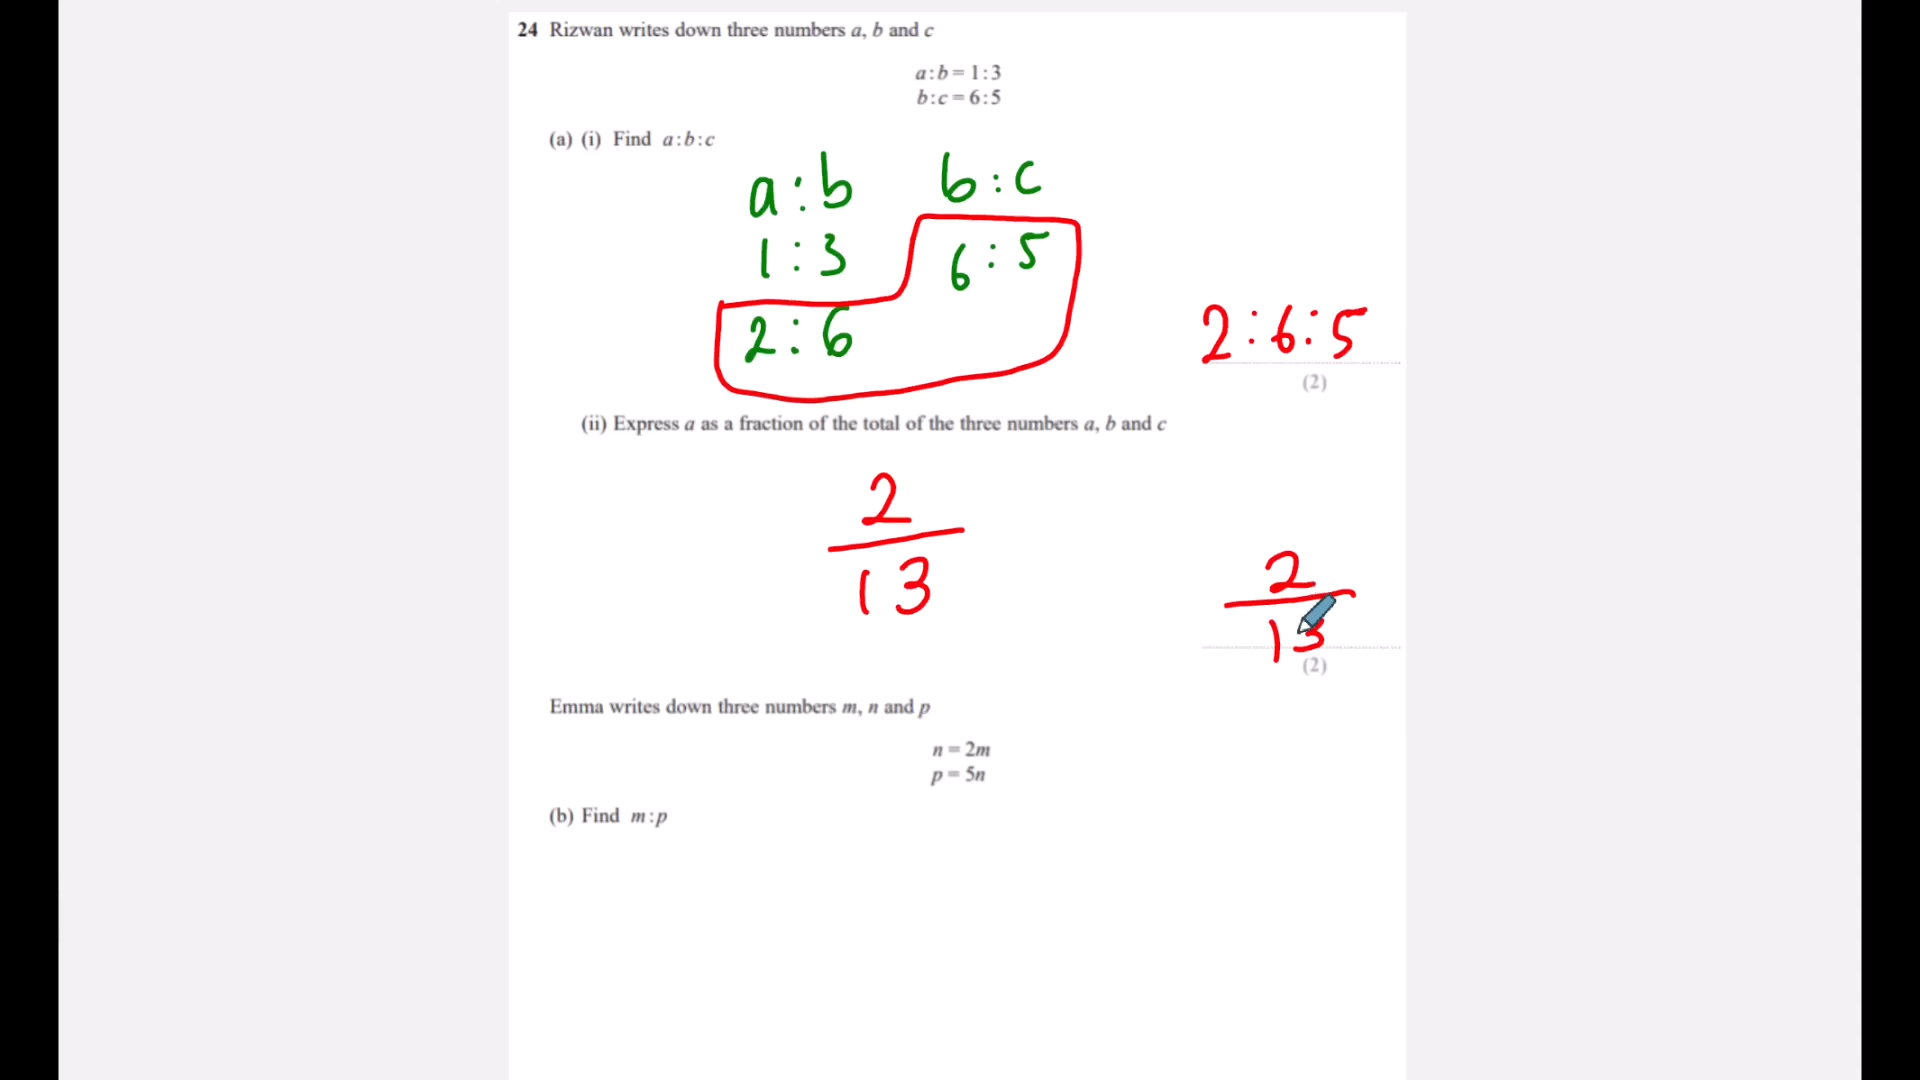 24 Rizwan writes down three numbers a, b and c
a:b = 1:3
b:c = 6:5
(a) (i) Find a:b:c
a:b b:c
1:3 6:5
2:6
2:6:5
(2)
(ii) Express a as a fraction of the total of the three numbers a, b and c
2
13
2
13
(2)
Emma writes down three numbers m, n and p
n = 2m
p = 5n
(b) Find m:p